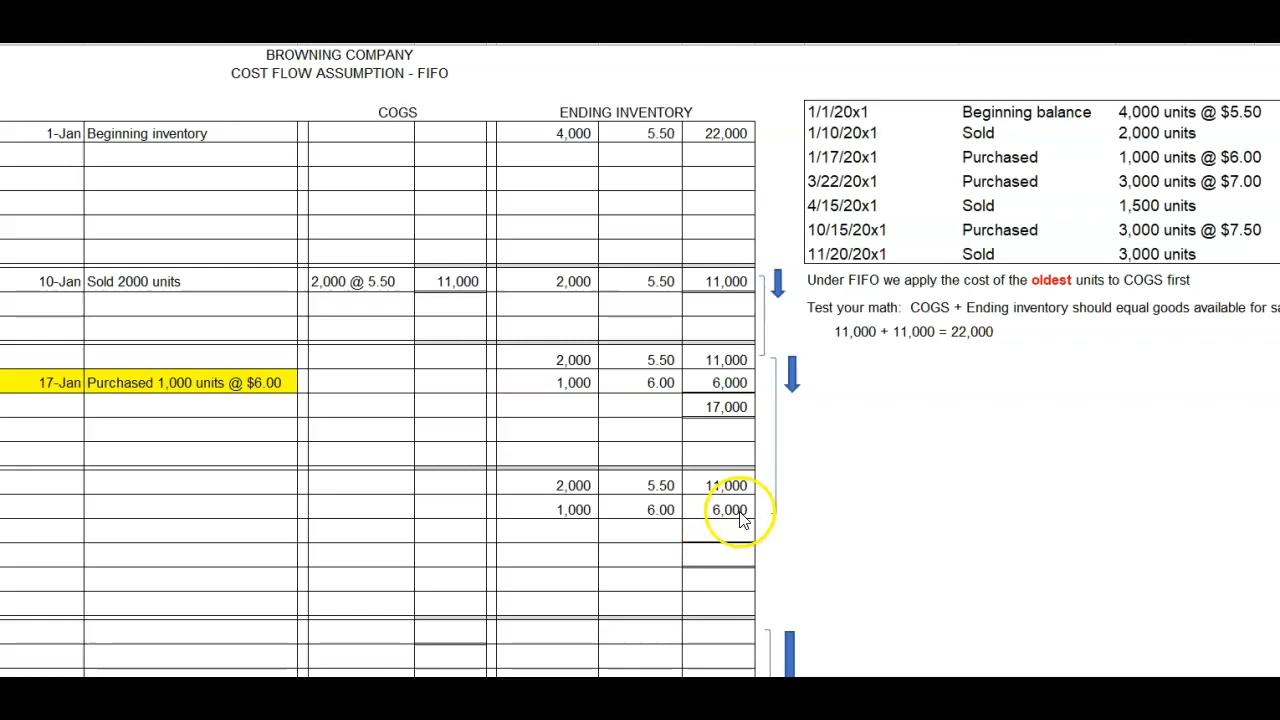 BROWNING COMPANY
COST FLOW ASSUMPTION - FIFO
COGS ENDING INVENTORY
1-Jan Beginning inventory 4,000 5.50 22,000
10-Jan Sold 2000 units 2,000 @ 5.50 11,000 2,000 5.50 11,000
2,000 5.50 11,000
17-Jan Purchased 1,000 units @ $6.00 1,000 6.00 6,000
17,000
2,000 5.50 11,000
1,000 6.00 6,000
1/1/20x1 Beginning balance 4,000 units @ $5.50
1/10/20x1 Sold 2,000 units
1/17/20x1 Purchased 1,000 units @ $6.00
3/22/20x1 Purchased 3,000 units @ $7.00
4/15/20x1 Sold 1,500 units
10/15/20x1 Purchased 3,000 units @ $7.50
11/20/20x1 Sold 3,000 units
Under FIFO we apply the cost of the oldest units to COGS first
Test your math: COGS + Ending inventory should equal goods available for
11,000 + 11,000 = 22,000